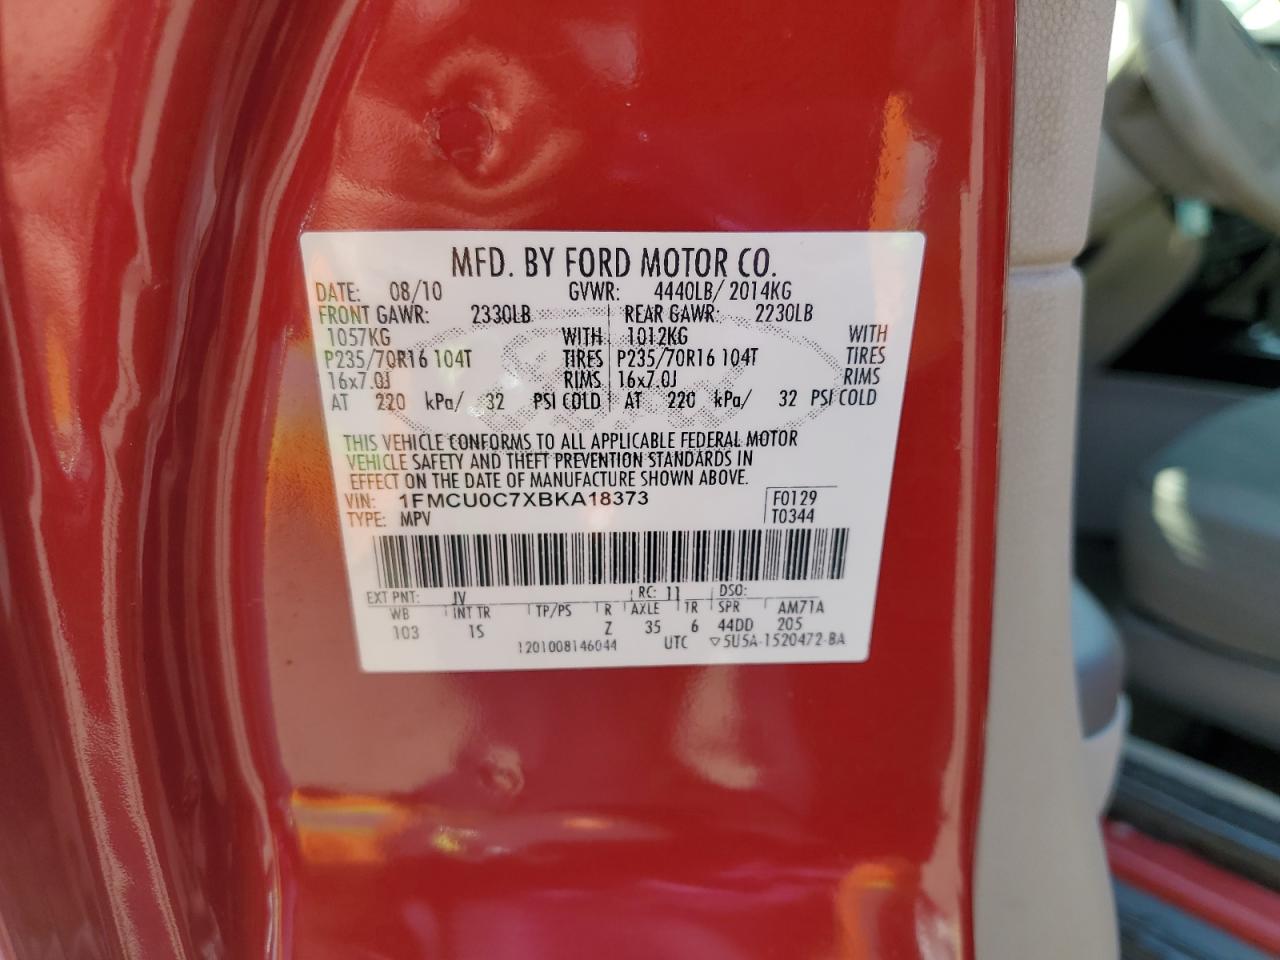 MFD. BY FORD MOTOR CO.
DATE: 08/10 GVWR: 4440LB/ 2014KG
FRONT GAWR: 2330LB REAR GAWR: 2230LB
1057KG WITH 1012KG WITH
P235/70R16 104T TIRES P235/70R16 104T TIRES
16x7.0J RIMS 16x7.0J RIMS
AT 220 kPa/ 32 PSI COLD AT 220 kPa/ 32 PSI COLD
THIS VEHICLE CONFORMS TO ALL APPLICABLE FEDERAL MOTOR
VEHICLE SAFETY AND THEFT PREVENTION STANDARDS IN
EFFECT ON THE DATE OF MANUFACTURE SHOWN ABOVE.
VIN: 1FMCU0C7XBKA18373 F0129
TYPE: MPV T0344
EXT PNT: JV RC: 11 DSO:
WB INT TR TP/PS R AXLE TR SPR AM71A
103 1S Z 35 6 44DD 205
1201008146044 UTC ▽5U5A-1520472-BA